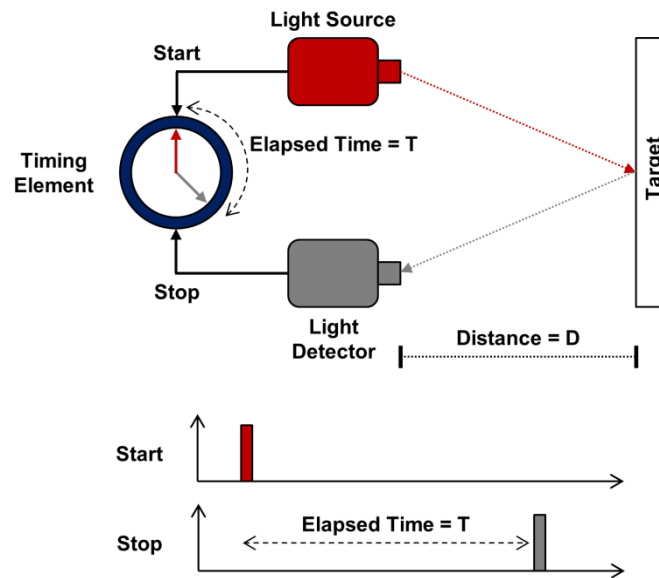 Light Source
Start
Elapsed Time = T
Timing
Element
Target
Stop
Light
Detector
Distance = D
Start
Elapsed Time = T
Stop